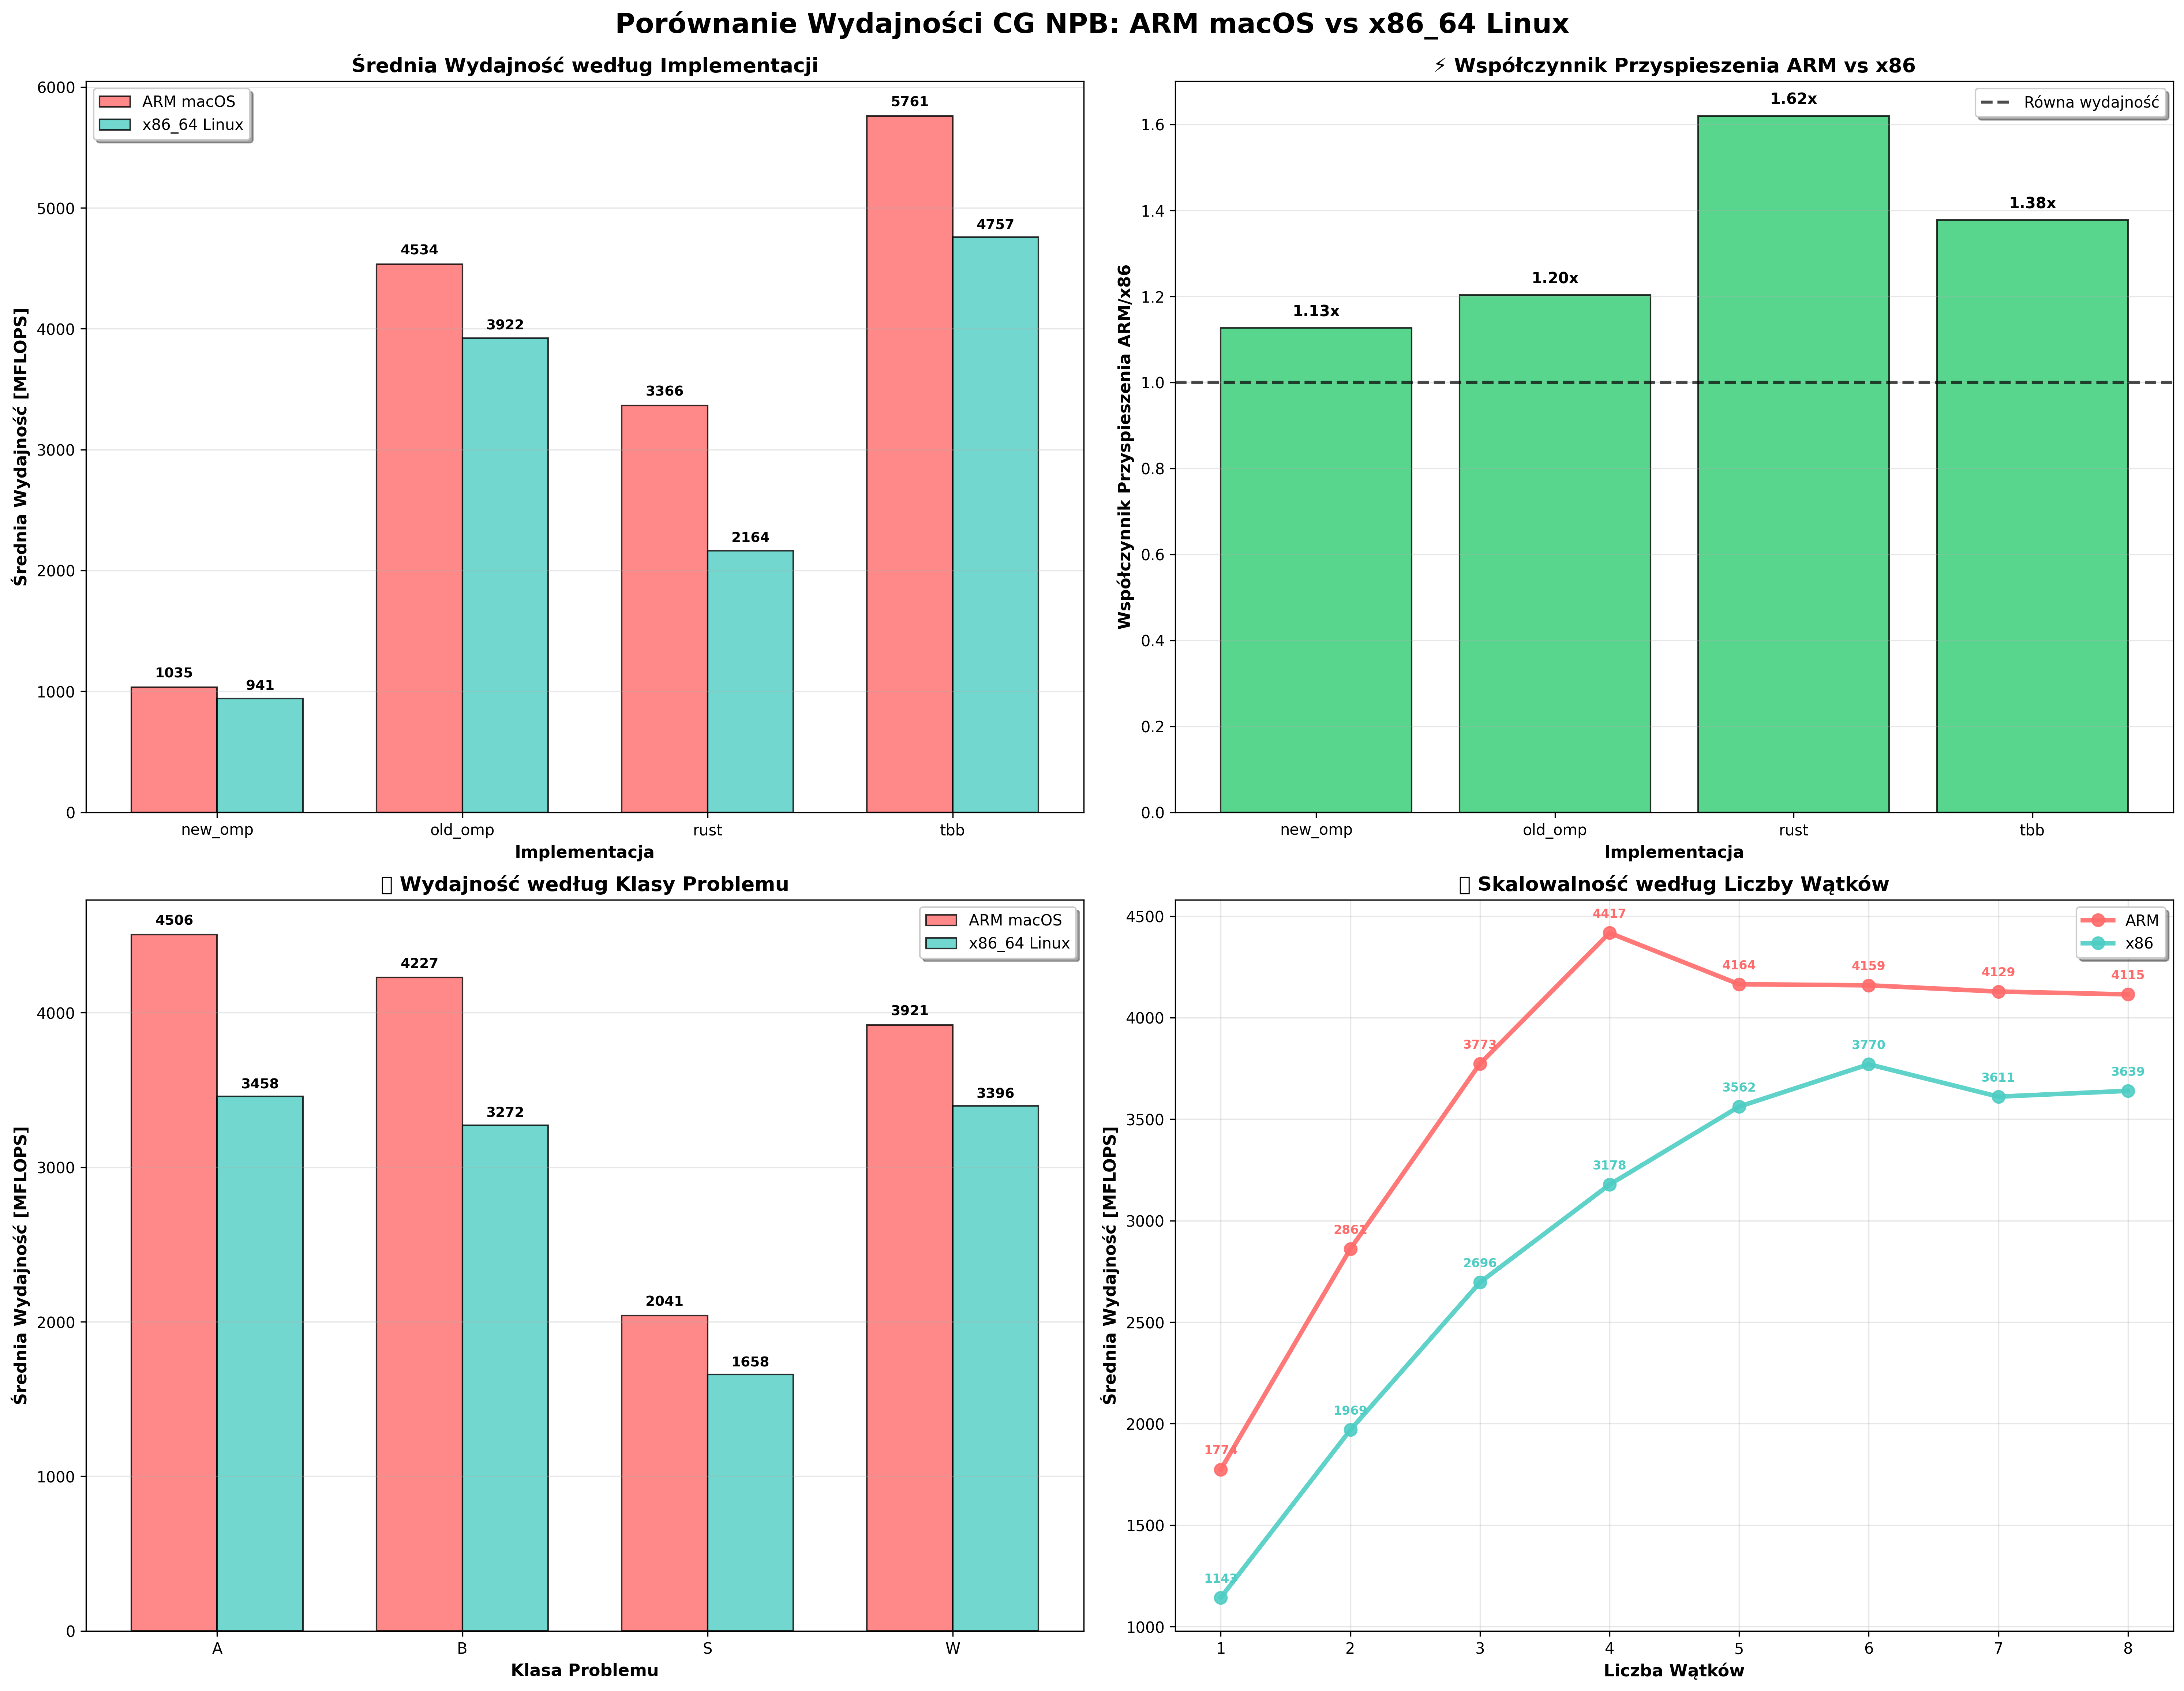 Porównanie Wydajności CG NPB: ARM macOS vs x86_64 Linux
Średnia Wydajność według Implementacji
ARM macOS
x86_64 Linux
Średnia Wydajność [MFLOPS]
6000
5000
4000
3000
2000
1000
0
1035
941
4534
3922
3366
2164
5761
4757
new_omp
old_omp
rust
tbb
Implementacja
⚡ Współczynnik Przyspieszenia ARM vs x86
Równa wydajność
Współczynnik Przyspieszenia ARM/x86
1.6
1.4
1.2
1.0
0.8
0.6
0.4
0.2
0.0
1.13x
1.20x
1.62x
1.38x
new_omp
old_omp
rust
tbb
Implementacja
Wydajność według Klasy Problemu
ARM macOS
x86_64 Linux
Średnia Wydajność [MFLOPS]
4000
3000
2000
1000
0
4506
3458
4227
3272
2041
1658
3921
3396
A
B
S
W
Klasa Problemu
Skalowalność według Liczby Wątków
ARM
x86
Średnia Wydajność [MFLOPS]
4500
4000
3500
3000
2500
2000
1500
1000
1774
2861
3773
4417
4164
4159
4129
4115
1143
1969
2696
3178
3562
3770
3611
3639
1
2
3
4
5
6
7
8
Liczba Wątków